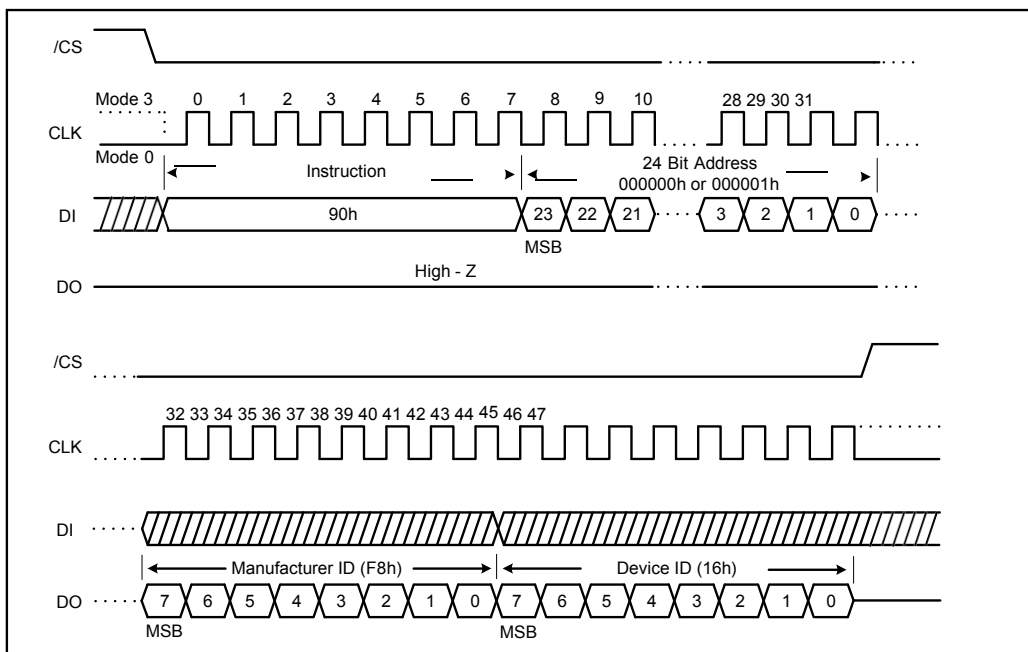 /CS
Mode 3 0 1 2 3 4 5 6 7 8 9 10 28 29 30 31
CLK
Mode 0
Instruction 24 Bit Address
000000h or 000001h
DI 90h 23 22 21 3 2 1 0
MSB
High - Z
DO
/CS
32 33 34 35 36 37 38 39 40 41 42 43 44 45 46 47
CLK
DI
Manufacturer ID (F8h) Device ID (16h)
DO 7 6 5 4 3 2 1 0 7 6 5 4 3 2 1 0
MSB MSB